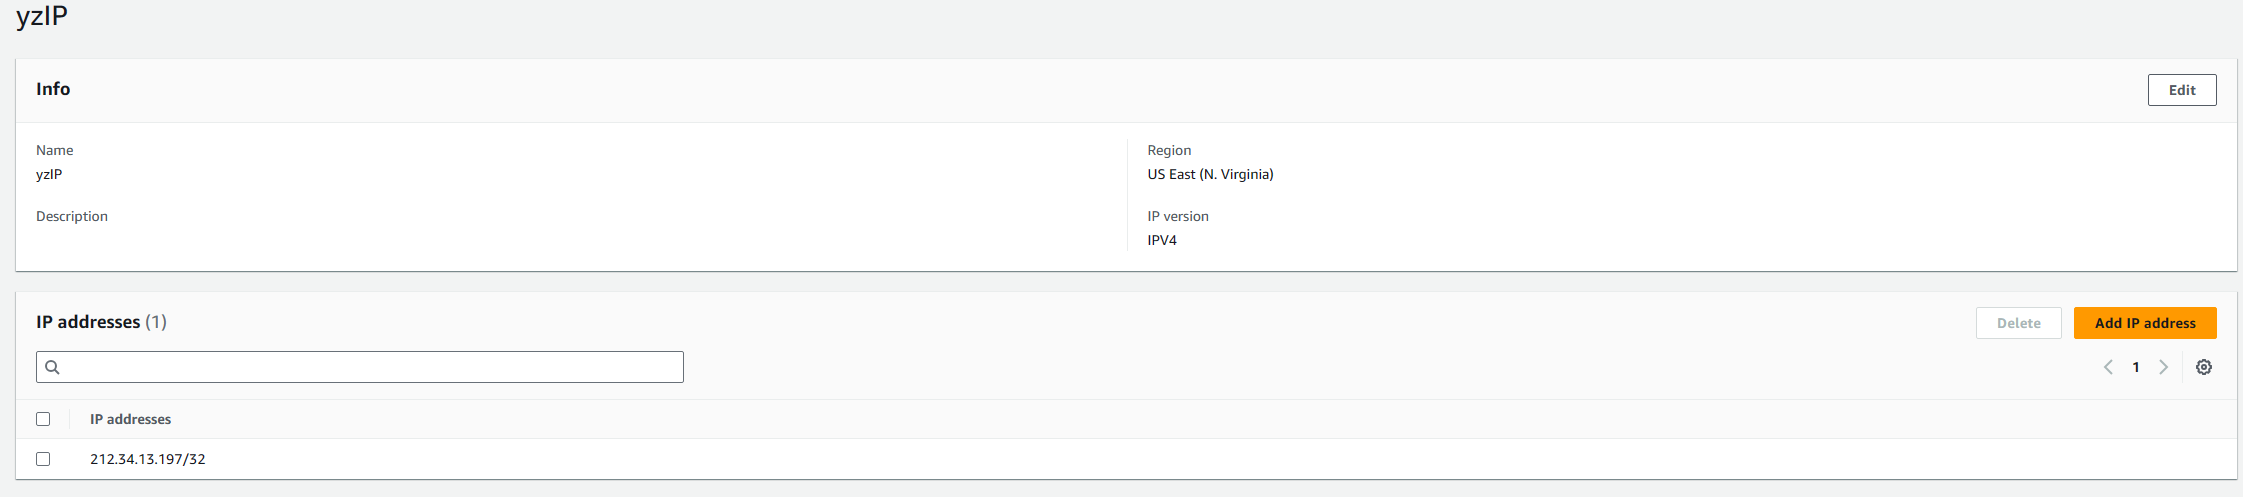 yzIP
Info
Edit
Name
yzIP
Region
US East (N. Virginia)
Description
IP version
IPV4
IP addresses (1)
Delete
Add IP address
1
IP addresses
212.34.13.197/32